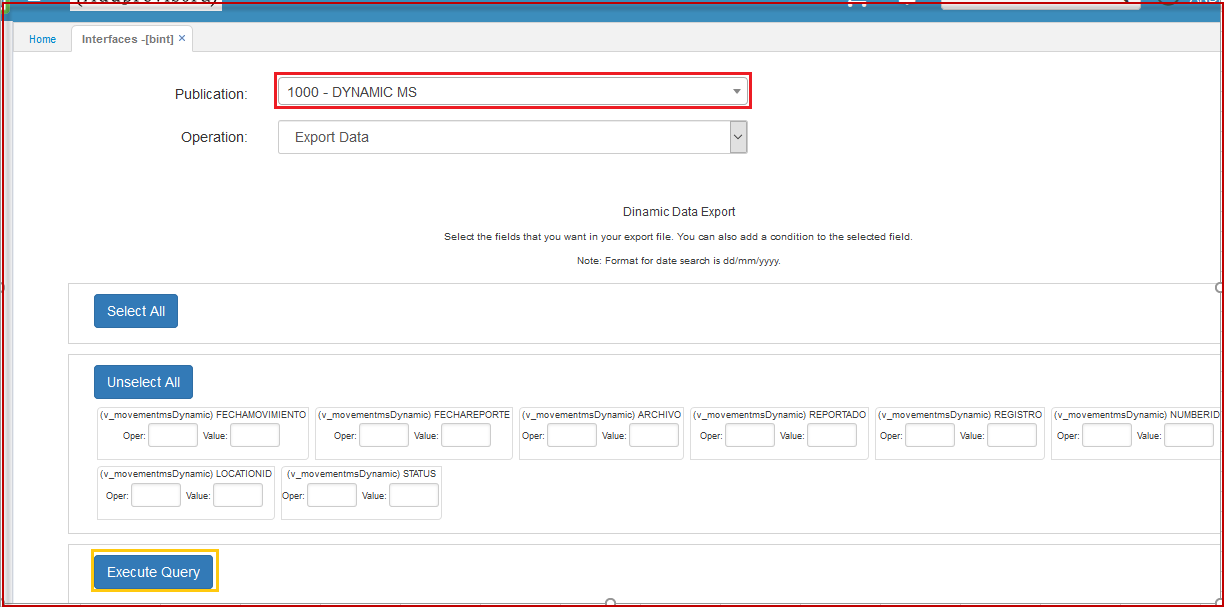 Home
Interfaces -[bint] ×
Publication:
1000 - DYNAMIC MS
Operation:
Export Data
Dinamic Data Export
Select the fields that you want in your export file. You can also add a condition to the selected field.
Note: Format for date search is dd/mm/yyyy.
Select All
Unselect All
(v_movementmsDynamic) FECHAMOVIMIENTO (v_movementmsDynamic) FECHAREPORTE (v_movementmsDynamic) ARCHIVO (v_movementmsDynamic) REPORTADO (v_movementmsDynamic) REGISTRO (v_movementmsDynamic) NUMBERID
Oper: Value: Oper: Value: Oper: Value: Oper: Value: Oper: Value: Oper: Value:
(v_movementmsDynamic) LOCATIONID (v_movementmsDynamic) STATUS
Oper: Value: Oper: Value:
Execute Query